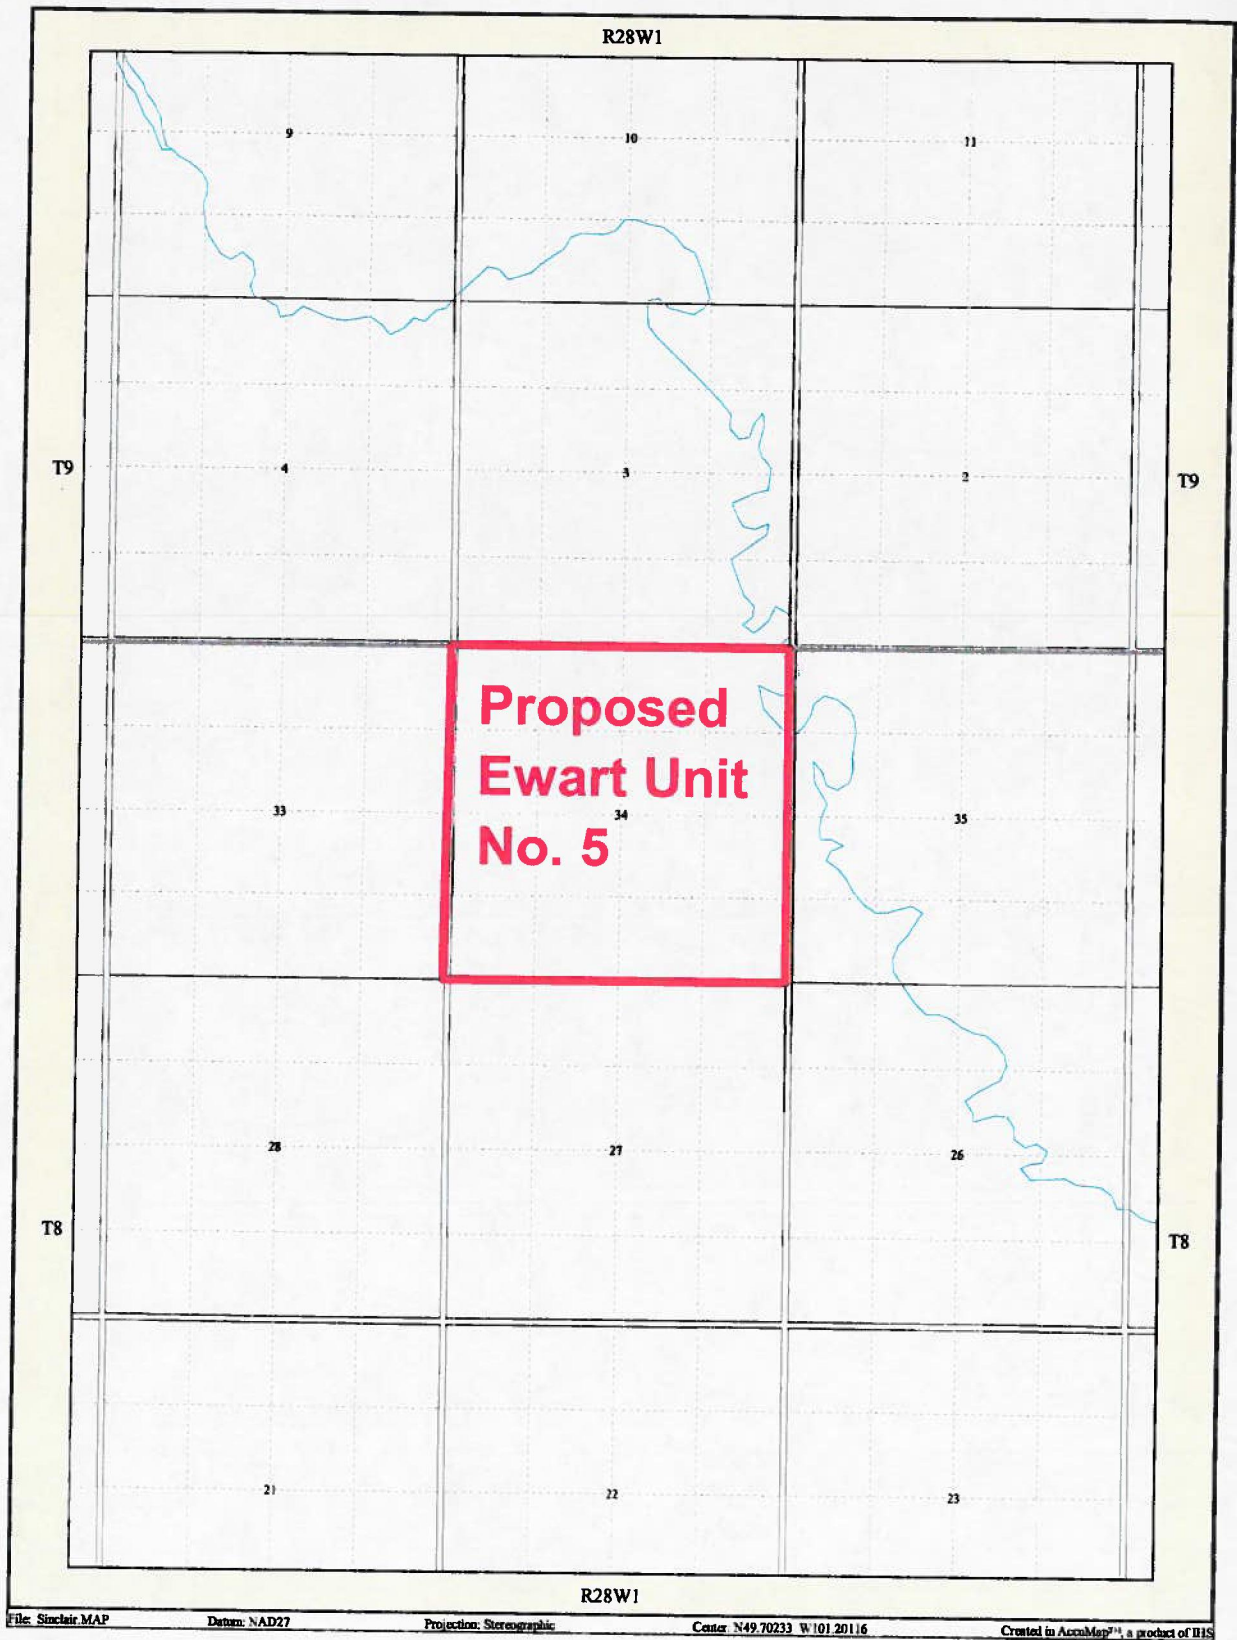 R28W1
9
10
11
T9
4
3
2
T9
Proposed
Ewart Unit
No. 5
33
34
35
28
27
26
T8
T8
21
22
23
R28W1
File: Sinclair.MAP
Datum: NAD27
Projection: Stereographic
Center: N49.70233 W101.20116
Created in AccuMap™, a product of IHS